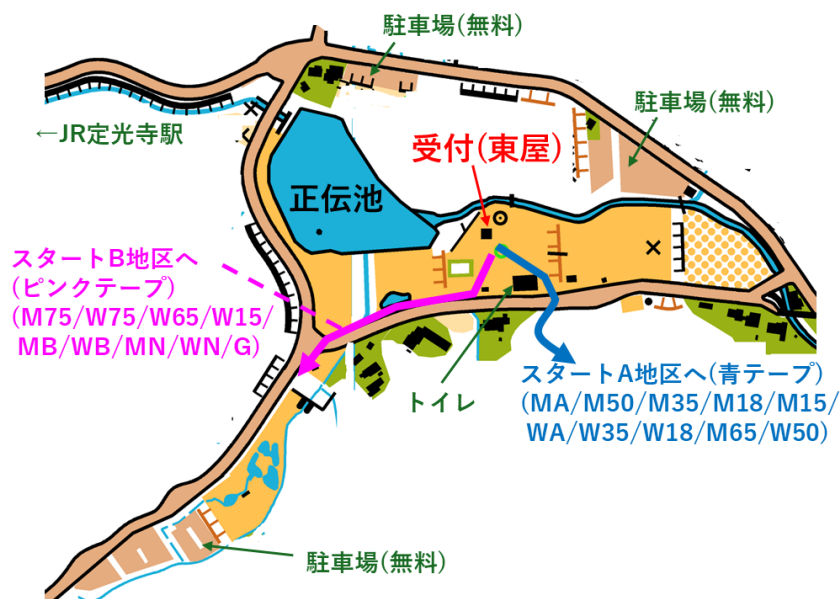 駐車場(無料)
駐車場(無料)
←JR定光寺駅
受付(東屋)
正伝池
スタートB地区へ
(ピンクテープ)
(M75/W75/W65/W15/
MB/WB/MN/WN/G)
スタートA地区へ(青テープ)
(MA/M50/M35/M18/M15/
WA/W35/W18/M65/W50)
トイレ
駐車場(無料)